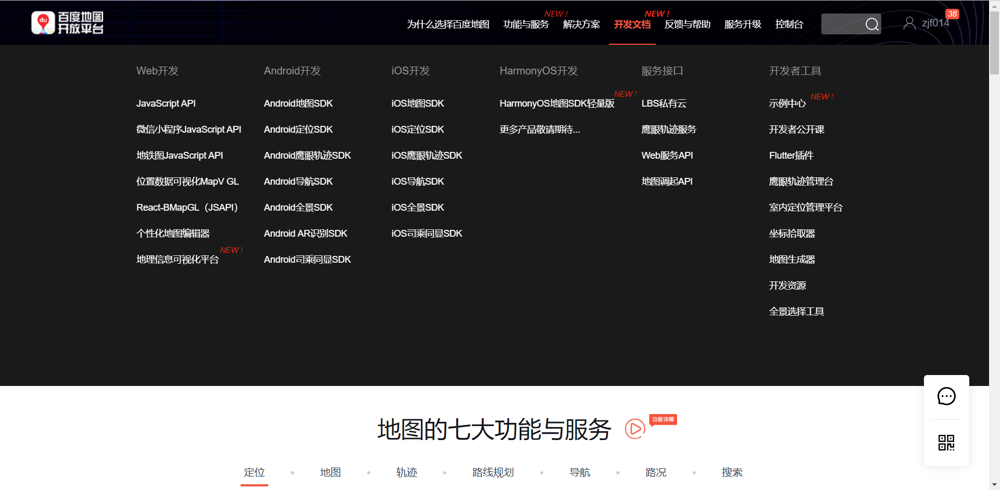 du 百度地图
开放平台
为什么选择百度地图 功能与服务 NEW ! 解决方案 开发文档 NEW ! 反馈与帮助 服务升级 控制台 zjf014 38
Web开发
JavaScript API
微信小程序JavaScript API
地铁图JavaScript API
位置数据可视化MapV GL
React-BMapGL（JSAPI）
个性化地图编辑器
地理信息可视化平台 NEW !
Android开发
Android地图SDK
Android定位SDK
Android鹰眼轨迹SDK
Android导航SDK
Android全景SDK
Android AR识别SDK
Android司乘同显SDK
iOS开发
iOS地图SDK
iOS定位SDK
iOS鹰眼轨迹SDK
iOS导航SDK
iOS全景SDK
iOS司乘同显SDK
HarmonyOS开发
HarmonyOS地图SDK轻量版 NEW !
更多产品敬请期待...
服务接口
LBS私有云
鹰眼轨迹服务
Web服务API
地图调起API
开发者工具
示例中心 NEW !
开发者公开课
Flutter插件
鹰眼轨迹管理台
室内定位管理平台
坐标拾取器
地图生成器
开发资源
全景选择工具
地图的七大功能与服务 功能详解
定位 地图 轨迹 路线规划 导航 路况 搜索